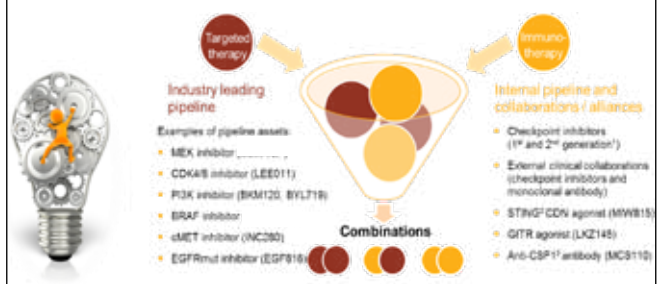 Targeted
therapy
Immuno-
therapy
Industry leading
pipeline
Examples of pipeline assets:
MEK inhibitor
CDK4/6 inhibitor (LEE011)
PI3K inhibitor (BKM120, BYL719)
BRAF inhibitor
cMET inhibitor (INC280)
EGFRmut inhibitor (EGF816)
Combinations
Internal pipeline and
collaborations / alliances
Checkpoint inhibitors
(1st and 2nd generation1)
External clinical collaborations
(checkpoint inhibitors and
monoclonal antibody)
STING2 CDN agonist (MIW815)
GITR agonist (LKZ145)
Anti-CSF13 antibody (MCS110)